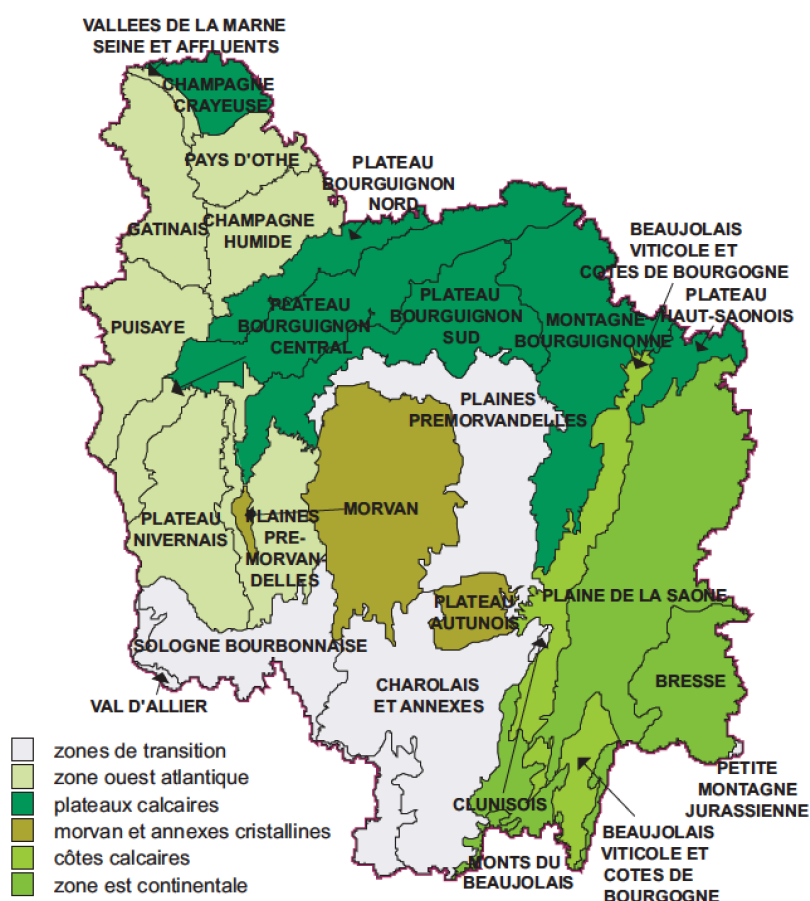 VALLEES DE LA MARNE
SEINE ET AFFLUENTS
CHAMPAGNE
CRAYEUSE
PAYS D'OTHE
PLATEAU
BOURGUIGNON
NORD
GATINAIS
CHAMPAGNE
HUMIDE
BEAUJOLAIS
VITICOLE ET
COTES DE BOURGOGNE
PLATEAU
HAUT-SAONOIS
PUISAYE
PLATEAU
BOURGUIGNON
CENTRAL
PLATEAU
BOURGUIGNON
SUD
MONTAGNE
BOURGUIGNONNE
PLAINES
PREMORVANDELLES
PLATEAU
NIVERNAIS
PLAINES
PRE-
MORVAN-
DELLES
MORVAN
PLATEAU
AUTUNOIS
PLAINE DE LA SAONE
SOLOGNE BOURBONNAISE
VAL D'ALLIER
CHAROLAIS
ET ANNEXES
BRESSE
CLUNISOIS
PETITE
MONTAGNE
JURASSIENNE
MONTS DU
BEAUJOLAIS
BEAUJOLAIS
VITICOLE ET
COTES DE
BOURGOGNE
zones de transition
zone ouest atlantique
plateaux calcaires
morvan et annexes cristallines
côtes calcaires
zone est continentale